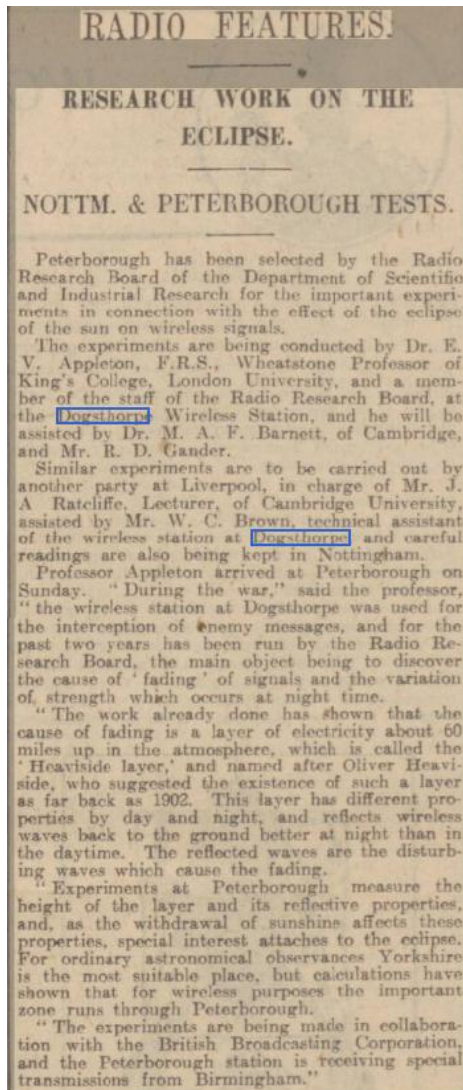 RADIO FEATURES.
RESEARCH WORK ON THE
ECLIPSE.
NOTTM. & PETERBOROUGH TESTS.
Peterborough has been selected by the Radio
Research Board of the Department of Scientific
and Industrial Research for the important experi-
ments in connection with the effect of the eclipse
of the sun on wireless signals.
The experiments are being conducted by Dr. E.
V. Appleton, F.R.S., Wheatstone Professor of
King's College, London University, and a mem-
ber of the staff of the Radio Research Board, at
the Dogsthorpe Wireless Station, and he will be
assisted by Dr. M. A. F. Barnett, of Cambridge,
and Mr. R. D. Gander.
Similar experiments are to be carried out by
another party at Liverpool, in charge of Mr. J.
A Ratcliffe, Lecturer, of Cambridge University,
assisted by Mr. W. C. Brown, technical assistant
of the wireless station at Dogsthorpe, and careful
readings are also being kept in Nottingham.
Professor Appleton arrived at Peterborough on
Sunday. "During the war," said the professor,
"the wireless station at Dogsthorpe was used for
the interception of enemy messages, and for the
past two years has been run by the Radio Re-
search Board, the main object being to discover
the cause of 'fading' of signals and the variation
of strength which occurs at night time.
"The work already done has shown that the
cause of fading is a layer of electricity about 60
miles up in the atmosphere, which is called the
'Heaviside layer,' and named after Oliver Heavi-
side, who suggested the existence of such a layer
as far back as 1902. This layer has different pro-
perties by day and night, and reflects wireless
waves back to the ground better at night than in
the daytime. The reflected waves are the disturb-
ing waves which cause the fading.
"Experiments at Peterborough measure the
height of the layer and its reflective properties,
and, as the withdrawal of sunshine affects these
properties, special interest attaches to the eclipse.
For ordinary astronomical observances Yorkshire
is the most suitable place, but calculations have
shown that for wireless purposes the important
zone runs through Peterborough.
"The experiments are being made in collabora-
tion with the British Broadcasting Corporation,
and the Peterborough station is receiving special
transmissions from Birmingham."